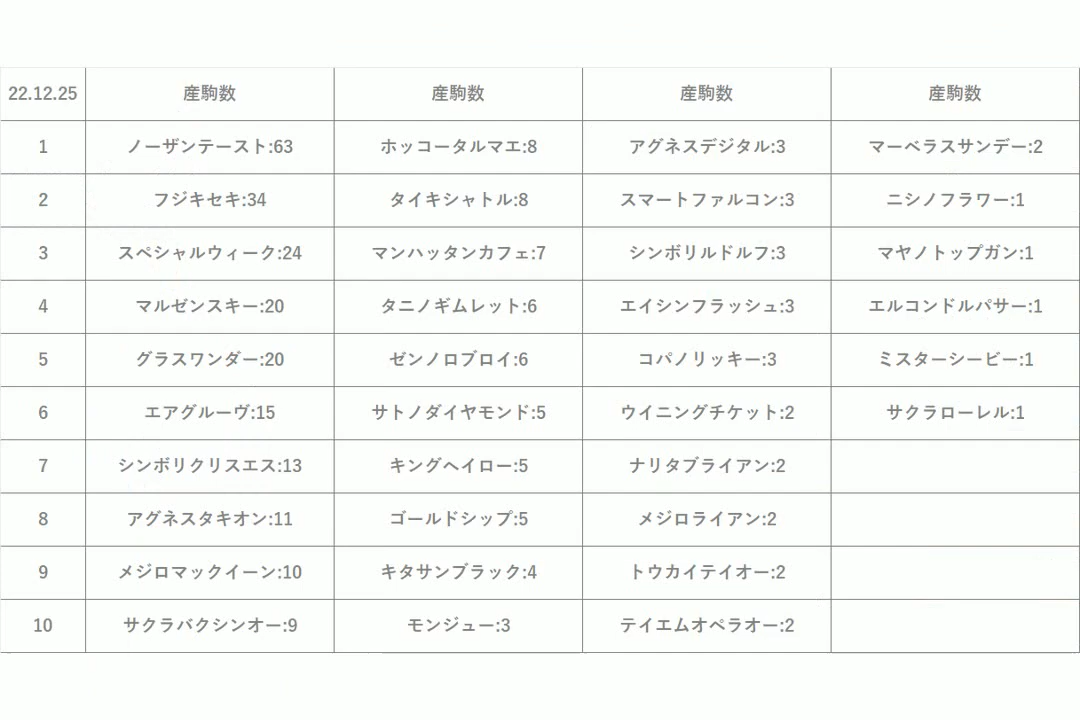 22.12.25 産駒数 産駒数 産駒数 産駒数
1 ノーザンテースト:63 ホッコータルマエ:8 アグネスデジタル:3 マーベラスサンデー:2
2 フジキセキ:34 タイキシャトル:8 スマートファルコン:3 ニシノフラワー:1
3 スペシャルウィーク:24 マンハッタンカフェ:7 シンボリルドルフ:3 マヤノトップガン:1
4 マルゼンスキー:20 タニノギムレット:6 エイシンフラッシュ:3 エルコンドルパサー:1
5 グラスワンダー:20 ゼンノロブロイ:6 コパノリッキー:3 ミスターシービー:1
6 エアグルーヴ:15 サトノダイヤモンド:5 ウイニングチケット:2 サクラローレル:1
7 シンボリクリスエス:13 キングヘイロー:5 ナリタブライアン:2
8 アグネスタキオン:11 ゴールドシップ:5 メジロライアン:2
9 メジロマックイーン:10 キタサンブラック:4 トウカイテイオー:2
10 サクラバクシンオー:9 モンジュー:3 テイエムオペラオー:2